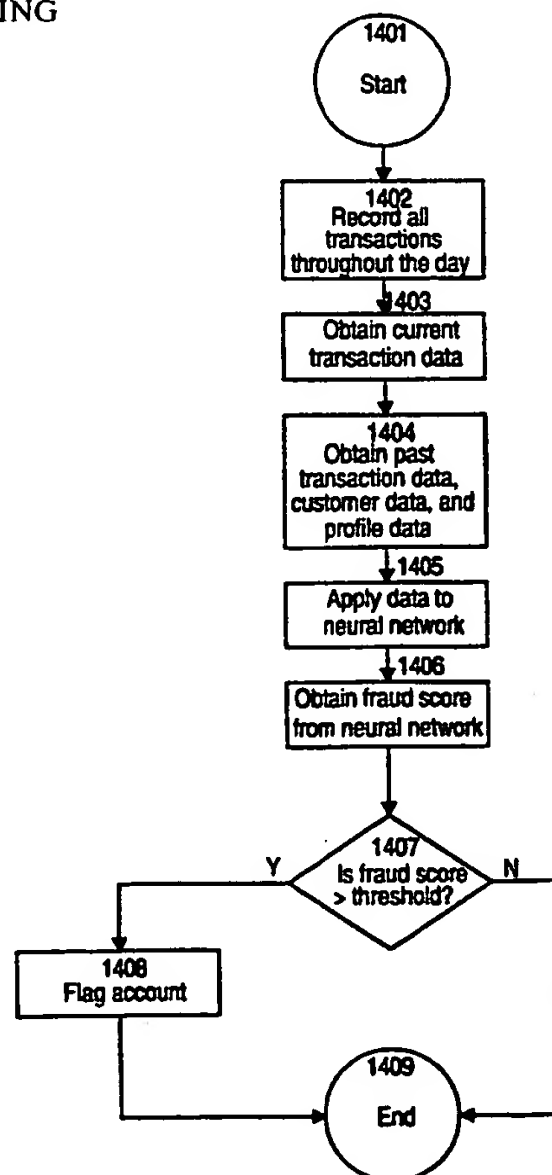 ING
1401
Start
1402
Record all
transactions
throughout the day
1403
Obtain current
transaction data
1404
Obtain past
transaction data,
customer data, and
profile data
1405
Apply data to
neural network
1406
Obtain fraud score
from neural network
1407
Is fraud score
> threshold?
Y
N
1408
Flag account
1409
End